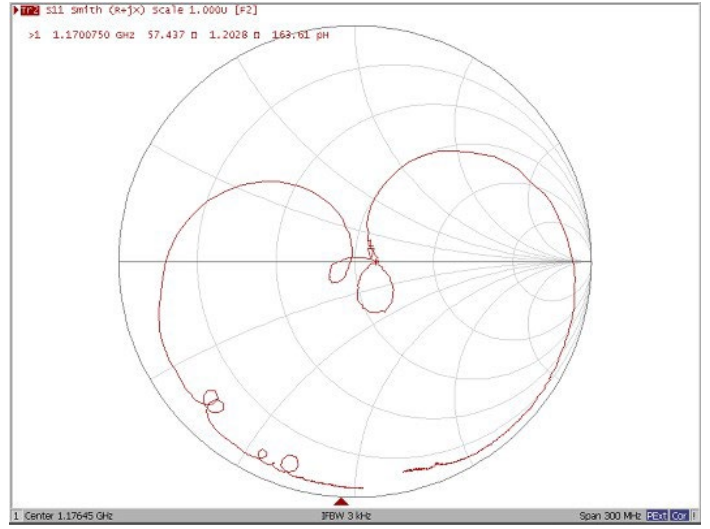 Tr2 S11 Smith (R+jX) Scale 1.000U [F2]
>1 1.1700750 GHz 57.437 Ω 1.2028 Ω 163.61 pH
1 Center 1.17645 GHz IFBW 3 kHz Span 300 MHz PExt Cor !